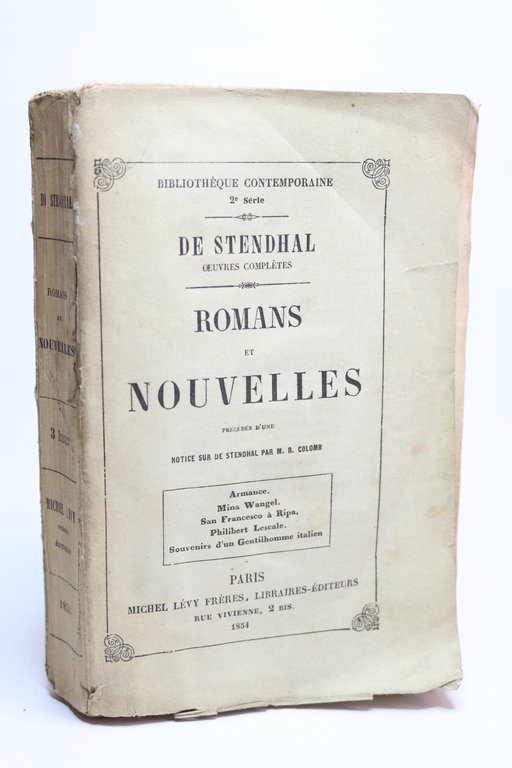 BIBLIOTHÈQUE CONTEMPORAINE
2e Série
DE STENDHAL
ŒUVRES COMPLÈTES
ROMANS
ET
NOUVELLES
PRÉCÉDÉS D'UNE
NOTICE SUR DE STENDHAL PAR M. R. COLOMB
Armance.
Mina Wangel.
San Francesco à Ripa.
Philibert Lescale.
Souvenirs d'un Gentilhomme italien
PARIS
MICHEL LÉVY FRÈRES, LIBRAIRES-ÉDITEURS
RUE VIVIENNE, 2 BIS.
1854
DE STENDHAL
ROMANS
ET
NOUVELLES
3 francs
MICHEL LÉVY
FRÈRES
1854